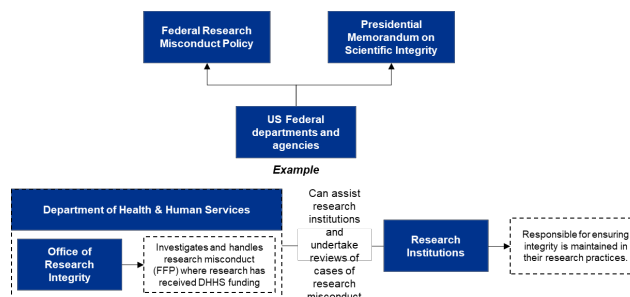 Federal Research
Misconduct Policy
Presidential
Memorandum on
Scientific Integrity
US Federal
departments and
agencies
Example
Department of Health & Human Services
Office of
Research
Integrity
Investigates and handles
research misconduct
(FFP) where research has
received DHHS funding
Can assist
research
institutions
and
undertake
reviews of
cases of
research
misconduct
Research
Institutions
Responsible for ensuring
integrity is maintained in
their research practices.